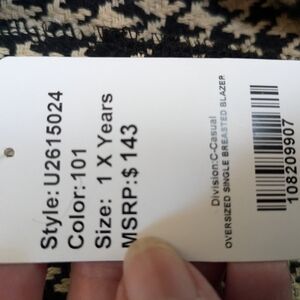 Style: U2615024
Color: 101
Size: 1 X Years
MSRP: $ 143
Division:C-Casual
OVERSIZED SINGLE BREASTED BLAZER
108209907